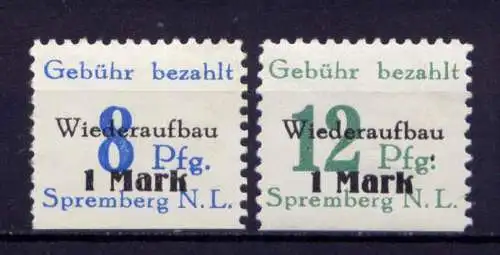 Gebühr bezahlt
Wiederaufbau
8 Pfg.
1 Mark
Spremberg N.L.
Gebühr bezahlt
Wiederaufbau
12 Pfg.
1 Mark
Spremberg N.L.